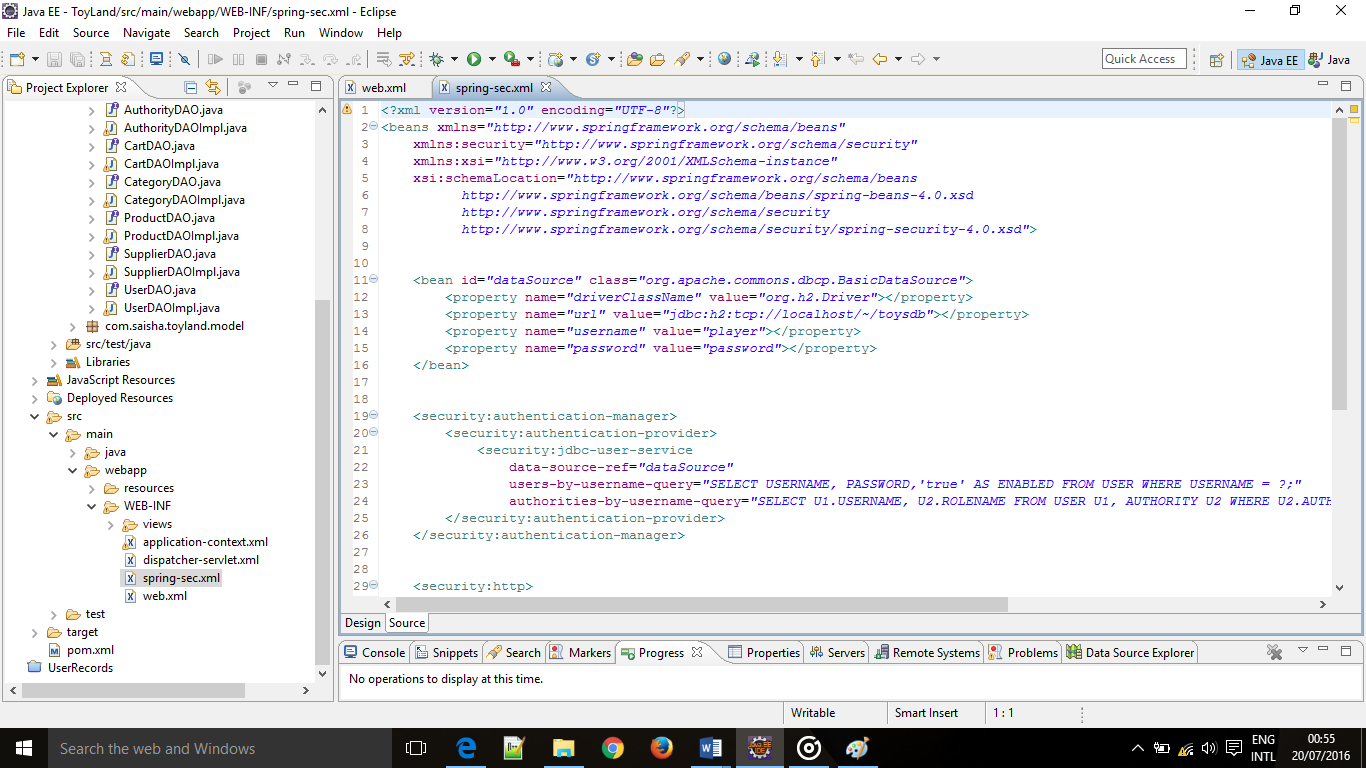 Java EE - ToyLand/src/main/webapp/WEB-INF/spring-sec.xml - Eclipse
File Edit Source Navigate Search Project Run Window Help
Quick Access
Java EE
Java
Project Explorer
AuthorityDAO.java
AuthorityDAOImpl.java
CartDAO.java
CartDAOImpl.java
CategoryDAO.java
CategoryDAOImpl.java
ProductDAO.java
ProductDAOImpl.java
SupplierDAO.java
SupplierDAOImpl.java
UserDAO.java
UserDAOImpl.java
com.saisha.toyland.model
src/test/java
Libraries
JavaScript Resources
Deployed Resources
src
main
java
webapp
resources
WEB-INF
views
application-context.xml
dispatcher-servlet.xml
spring-sec.xml
web.xml
test
target
pom.xml
UserRecords
web.xml
spring-sec.xml
1 <?xml version="1.0" encoding="UTF-8"?>
2 <beans xmlns="http://www.springframework.org/schema/beans"
3 xmlns:security="http://www.springframework.org/schema/security"
4 xmlns:xsi="http://www.w3.org/2001/XMLSchema-instance"
5 xsi:schemaLocation="http://www.springframework.org/schema/beans
6 http://www.springframework.org/schema/beans/spring-beans-4.0.xsd
7 http://www.springframework.org/schema/security
8 http://www.springframework.org/schema/security/spring-security-4.0.xsd">
9
10
11 <bean id="dataSource" class="org.apache.commons.dbcp.BasicDataSource">
12 <property name="driverClassName" value="org.h2.Driver"></property>
13 <property name="url" value="jdbc:h2:tcp://localhost/~/toysdb"></property>
14 <property name="username" value="player"></property>
15 <property name="password" value="password"></property>
16 </bean>
17
18
19 <security:authentication-manager>
20 <security:authentication-provider>
21 <security:jdbc-user-service
22 data-source-ref="dataSource"
23 users-by-username-query="SELECT USERNAME, PASSWORD,'true' AS ENABLED FROM USER WHERE USERNAME = ?;"
24 authorities-by-username-query="SELECT U1.USERNAME, U2.ROLENAME FROM USER U1, AUTHORITY U2 WHERE U2.AUTH
25 </security:authentication-provider>
26 </security:authentication-manager>
27
28
29 <security:http>
Design Source
Console Snippets Search Markers Progress Properties Servers Remote Systems Problems Data Source Explorer
No operations to display at this time.
Writable Smart Insert 1 : 1
Search the web and Windows
ENG
INTL
00:55
20/07/2016